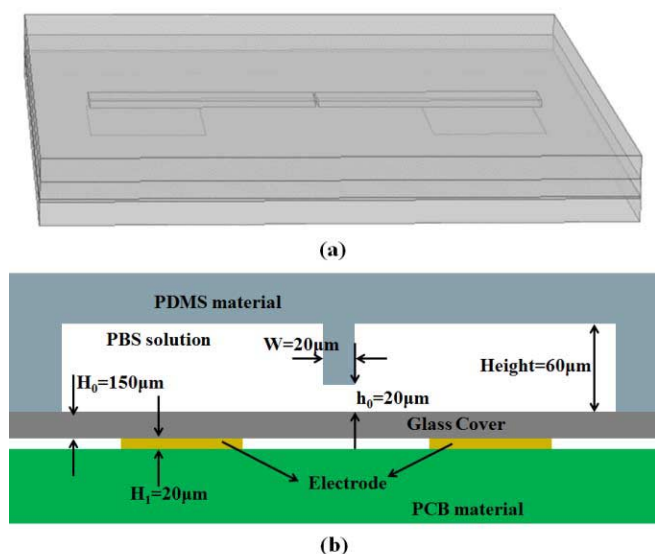 (a)
PDMS material
PBS solution
W=20μm
H₀=150μm
Height=60μm
h₀=20μm
Glass Cover
Electrode
H₁=20μm
PCB material
(b)